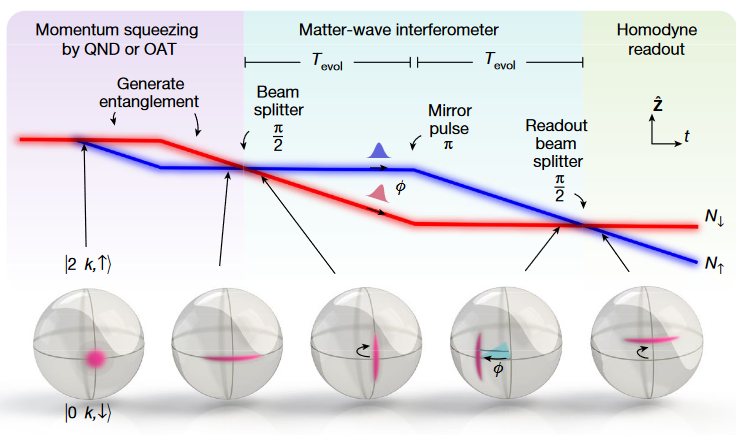 Momentum squeezing
by QND or OAT
Matter-wave interferometer
Homodyne
readout
T_evol
T_evol
Generate
entanglement
Beam
splitter
π
2
Mirror
pulse
π
Readout
beam
splitter
π
2
ẑ
t
ϕ
N↓
N↑
|2 k,↑⟩
ϕ
|0 k,↓⟩